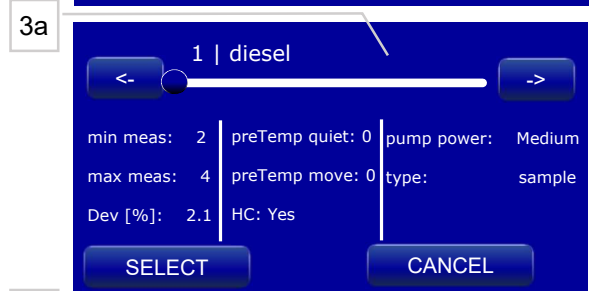 3a
1 | diesel
<- ->
min meas: 2 preTemp quiet: 0 pump power: Medium
max meas: 4 preTemp move: 0 type: sample
Dev [%]: 2.1 HC: Yes
SELECT CANCEL